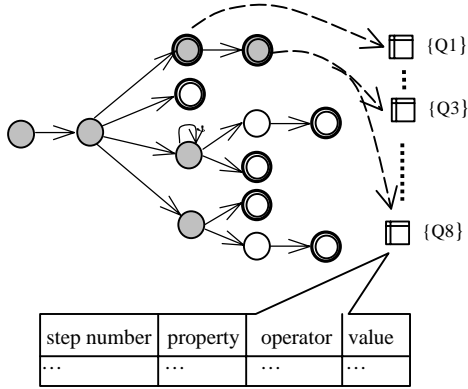 {Q1}
{Q3}
{Q8}
step number property operator value
... ... ... ...